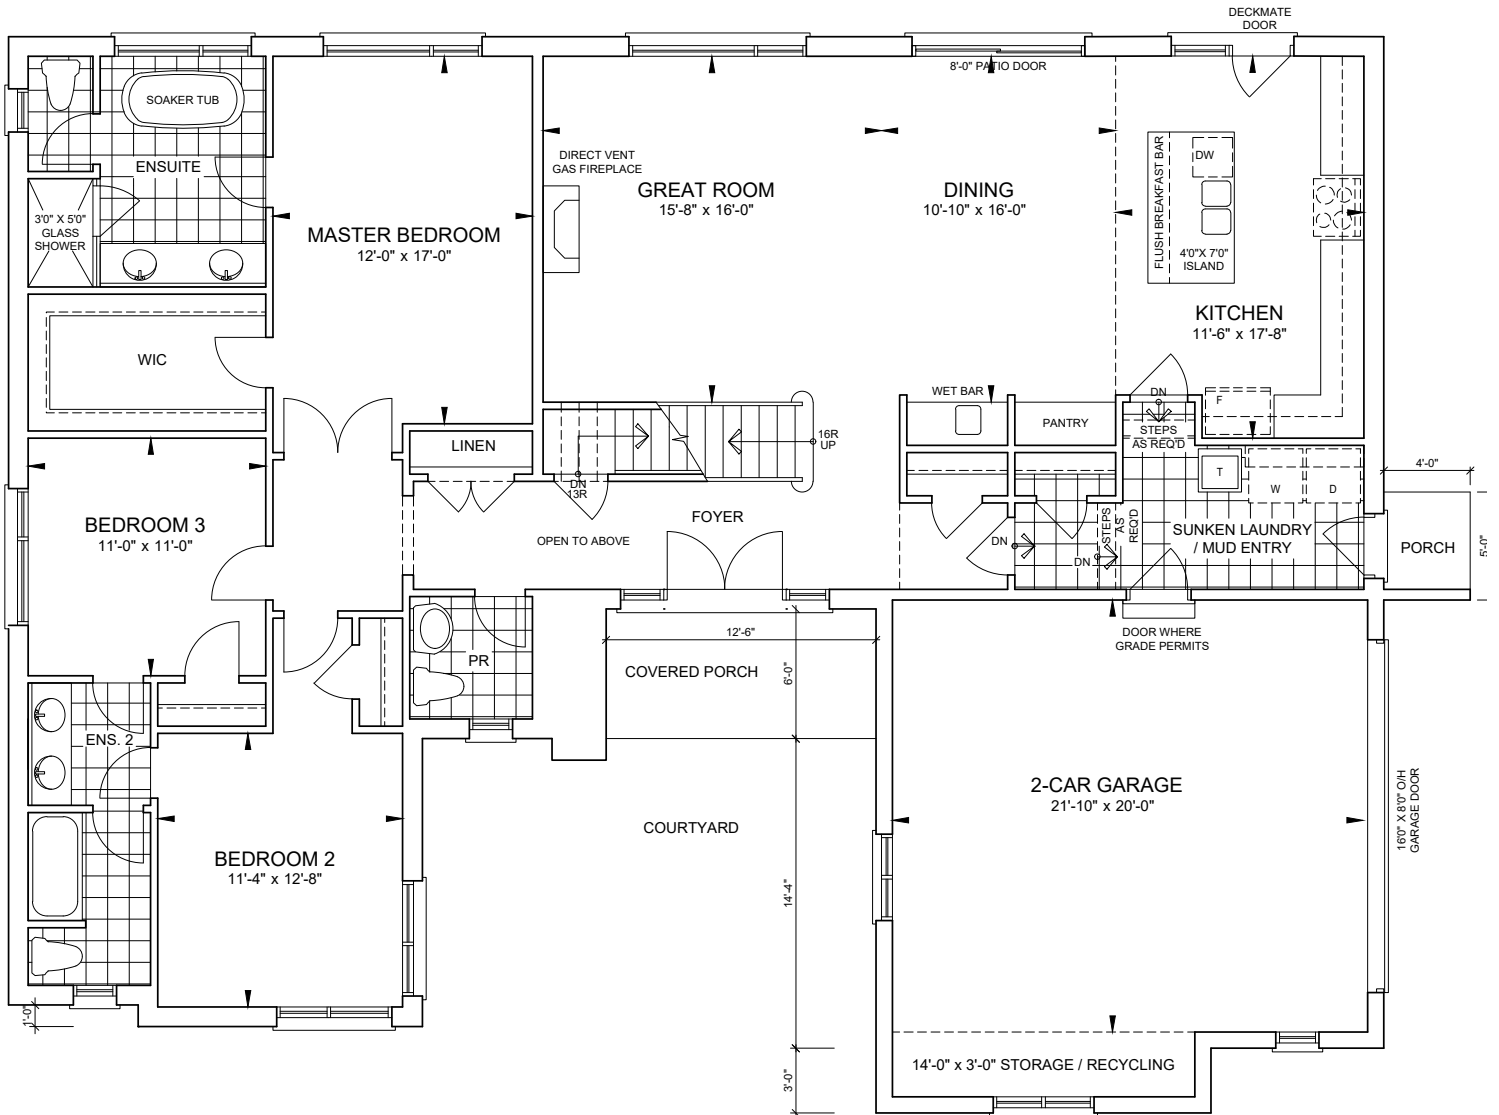 DECKMATE
DOOR
8'-0" PATIO DOOR
SOAKER TUB
ENSUITE
3'0" X 5'0"
GLASS
SHOWER
MASTER BEDROOM
12'-0" x 17'-0"
DIRECT VENT
GAS FIREPLACE
GREAT ROOM
15'-8" x 16'-0"
DINING
10'-10" x 16'-0"
FLUSH BREAKFAST BAR
DW
4'0"X 7'0"
ISLAND
KITCHEN
11'-6" x 17'-8"
WIC
WET BAR
PANTRY
DN
STEPS
AS REQ'D
F
LINEN
16R
UP
DN
13R
BEDROOM 3
11'-0" x 11'-0"
FOYER
OPEN TO ABOVE
DN
STEPS
AS
REQ'D
DN
T
W
D
SUNKEN LAUNDRY
/ MUD ENTRY
4'-0"
PORCH
5'-0"
PR
12'-6"
COVERED PORCH
6'-0"
DOOR WHERE
GRADE PERMITS
ENS. 2
BEDROOM 2
11'-4" x 12'-8"
COURTYARD
14'-4"
2-CAR GARAGE
21'-10" x 20'-0"
16'0" X 8'0" O/H
GARAGE DOOR
1'-0"
3'-0"
14'-0" x 3'-0" STORAGE / RECYCLING